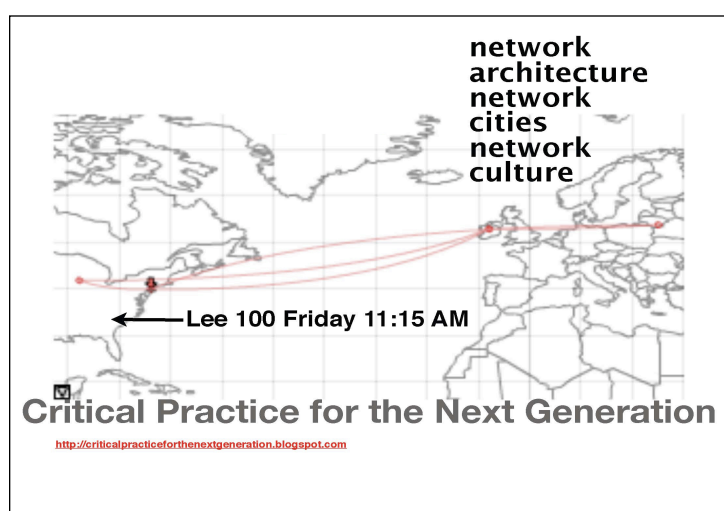 network
architecture
network
cities
network
culture
Lee 100 Friday 11:15 AM
Critical Practice for the Next Generation
http://criticalpracticeforthenextgeneration.blogspot.com